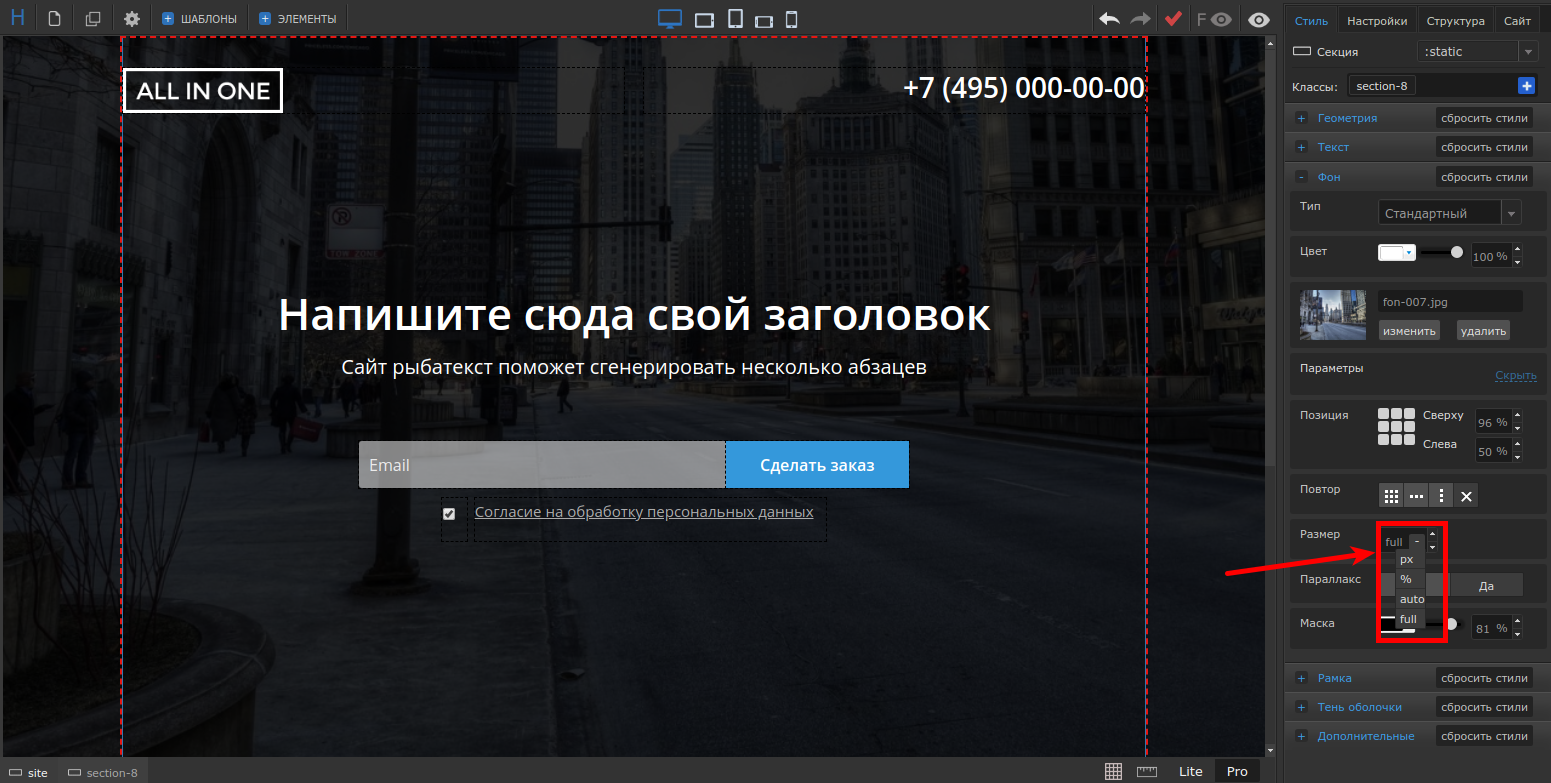 H
+ ШАБЛОНЫ
+ ЭЛЕМЕНТЫ
F
Стиль Настройки Структура Сайт
Секция :static
Классы: section-8 +
+ Геометрия сбросить стили
+ Текст сбросить стили
- Фон сбросить стили
Тип Стандартный
Цвет 100 %
fon-007.jpg
изменить удалить
Параметры Скрыть
Позиция Сверху 96 %
Слева 50 %
Повтор
Размер full -
px
%
auto
full
Параллакс Да
Маска 81 %
+ Рамка сбросить стили
+ Тень оболочки сбросить стили
+ Дополнительные сбросить стили
ALL IN ONE
+7 (495) 000-00-00
TOW ZONE
Напишите сюда свой заголовок
Сайт рыбатекст поможет сгенерировать несколько абзацев
Email Сделать заказ
Согласие на обработку персональных данных
site section-8 Lite Pro